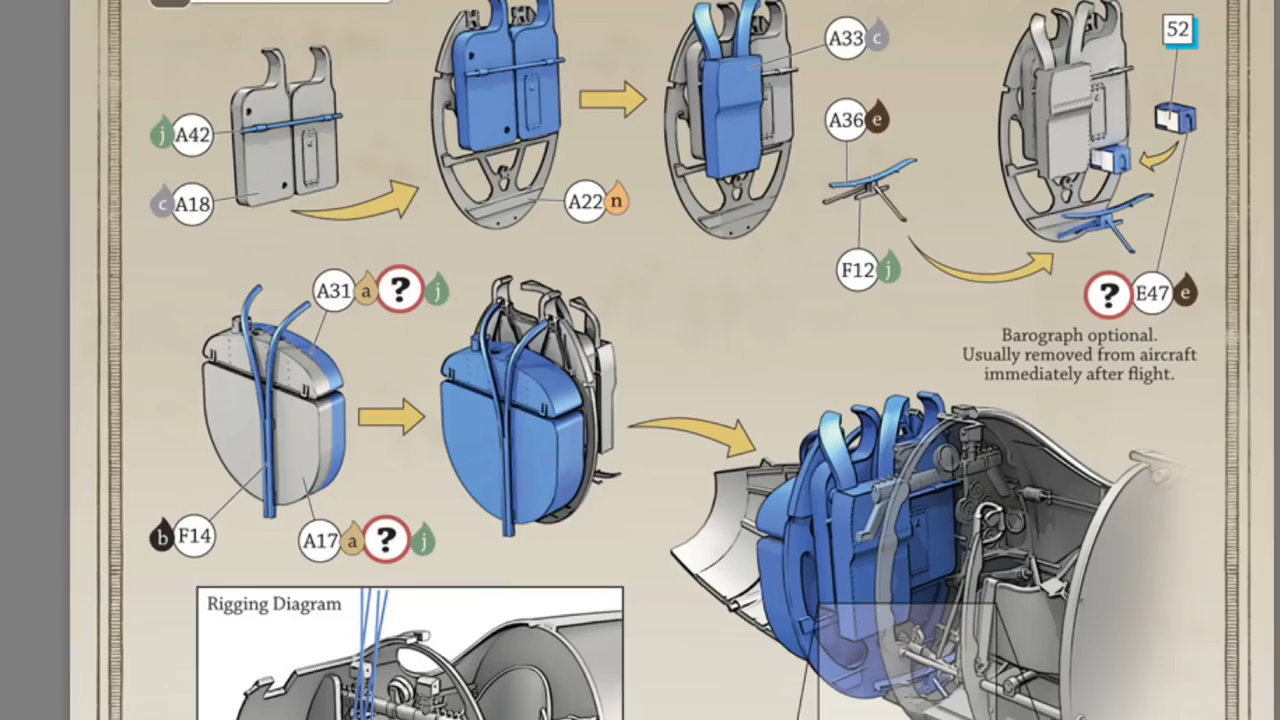 A33 c
52
j A42
A36 e
c A18
A22 n
F12 j
A31 a ? j
? E47 e
Barograph optional.
Usually removed from aircraft
immediately after flight.
b F14
A17 a ? j
Rigging Diagram